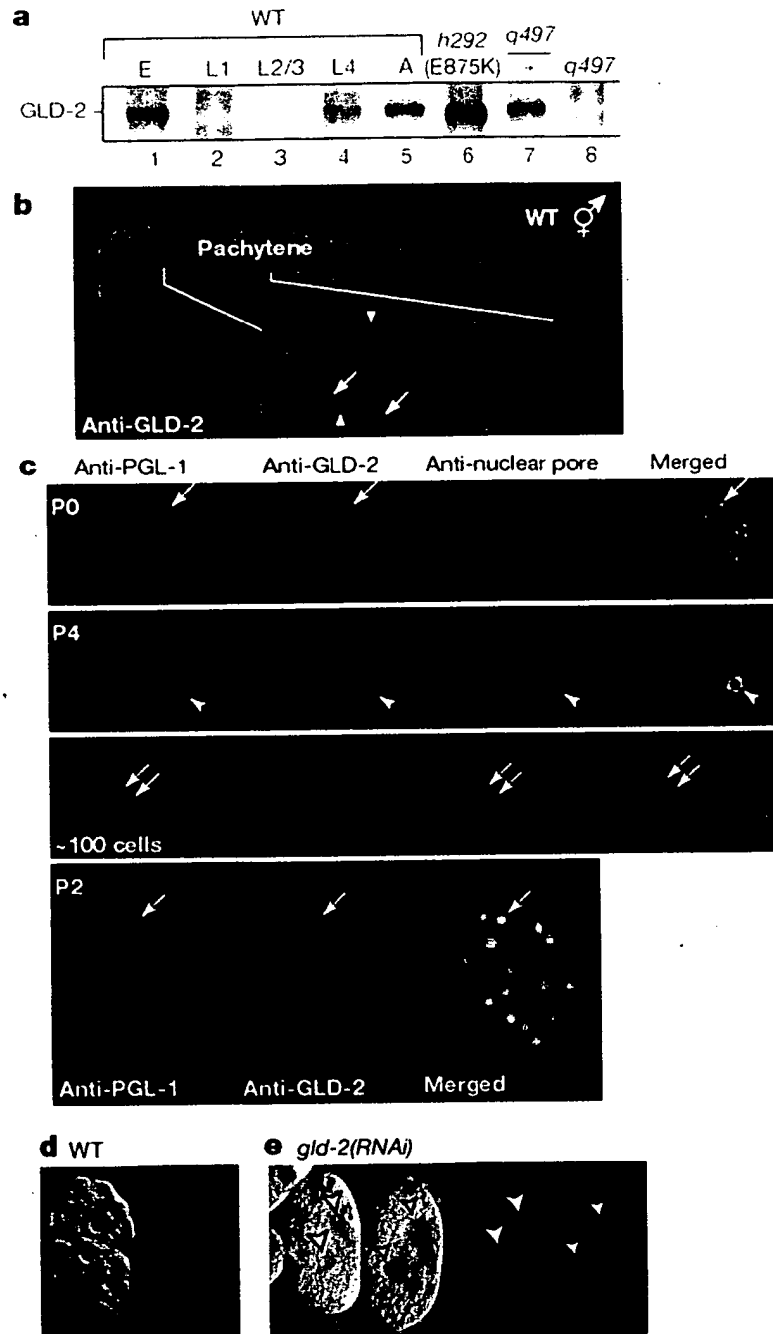 a
WT
h292
q497
E L1 L2/3 L4 A (E875K) + q497
GLD-2
1 2 3 4 5 6 7 8
b
WT ⚥
Pachytene
Anti-GLD-2
c
Anti-PGL-1 Anti-GLD-2 Anti-nuclear pore Merged
P0
P4
~100 cells
P2
Anti-PGL-1 Anti-GLD-2 Merged
d WT e gld-2(RNAi)